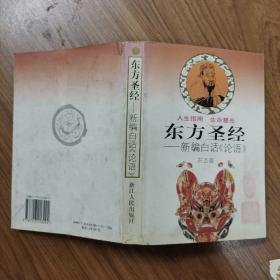 人生指南 生命慧光
东方圣经
——新编白话《论语》
东方圣经——新编白话《论语》
浙江人民出版社